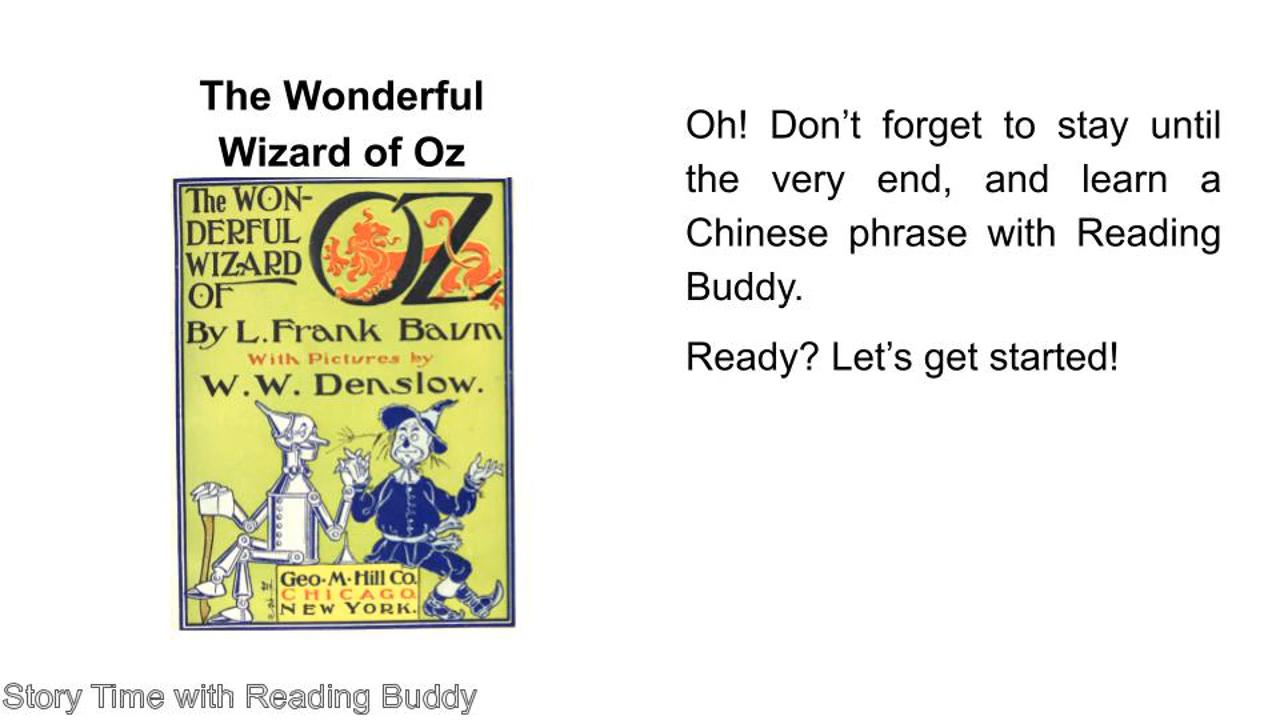 The Wonderful
Wizard of Oz
The WON-
DERFUL
WIZARD
OF
OZ
By L. Frank Baum
With Pictures by
W. W. Denslow.
Geo. M. Hill Co.
CHICAGO.
NEW YORK.
Oh! Don’t forget to stay until
the very end, and learn a
Chinese phrase with Reading
Buddy.
Ready? Let’s get started!
Story Time with Reading Buddy